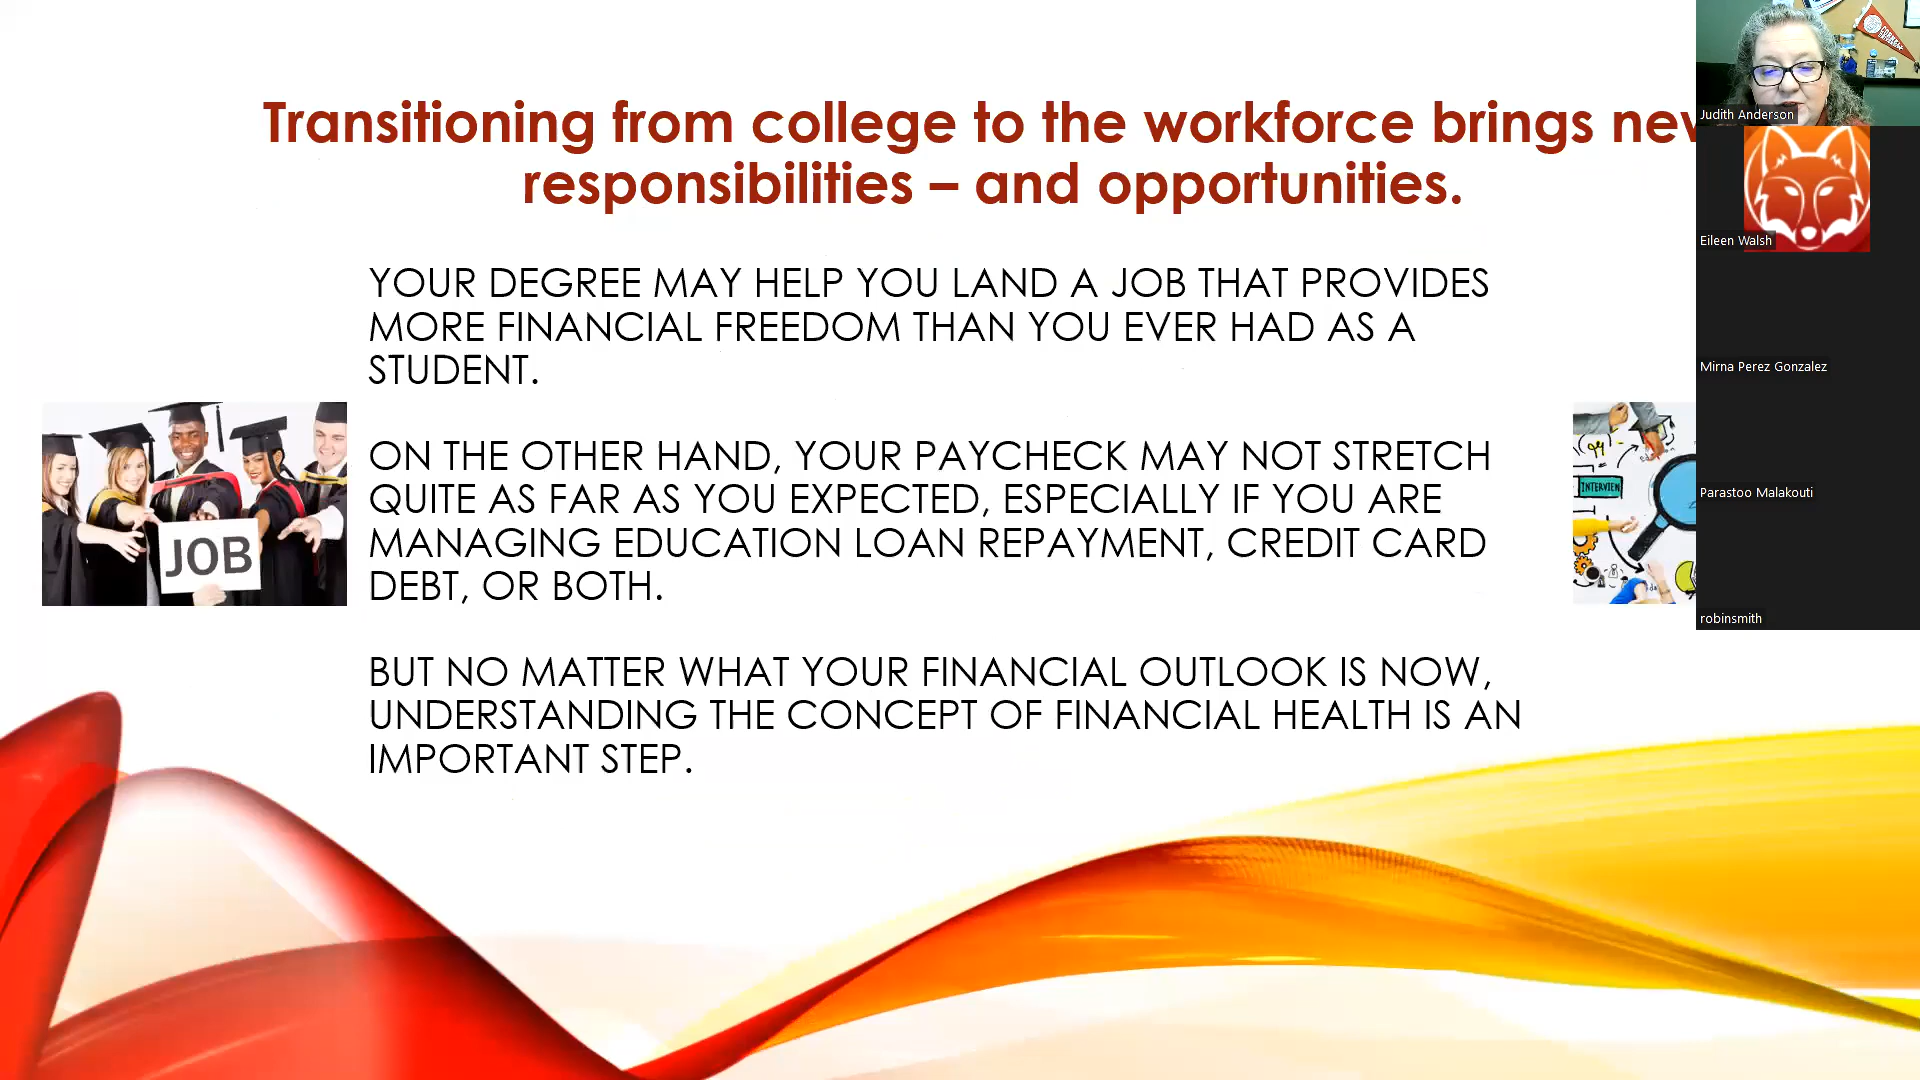 Transitioning from college to the workforce brings
responsibilities – and opportunities.
YOUR DEGREE MAY HELP YOU LAND A JOB THAT PROVIDES
MORE FINANCIAL FREEDOM THAN YOU EVER HAD AS A
STUDENT.
ON THE OTHER HAND, YOUR PAYCHECK MAY NOT STRETCH
QUITE AS FAR AS YOU EXPECTED, ESPECIALLY IF YOU ARE
MANAGING EDUCATION LOAN REPAYMENT, CREDIT CARD
DEBT, OR BOTH.
BUT NO MATTER WHAT YOUR FINANCIAL OUTLOOK IS NOW,
UNDERSTANDING THE CONCEPT OF FINANCIAL HEALTH IS AN
IMPORTANT STEP.
JOB
INTERVIEW
Judith Anderson
Eileen Walsh
Mirna Perez Gonzalez
Parastoo Malakouti
robinsmith